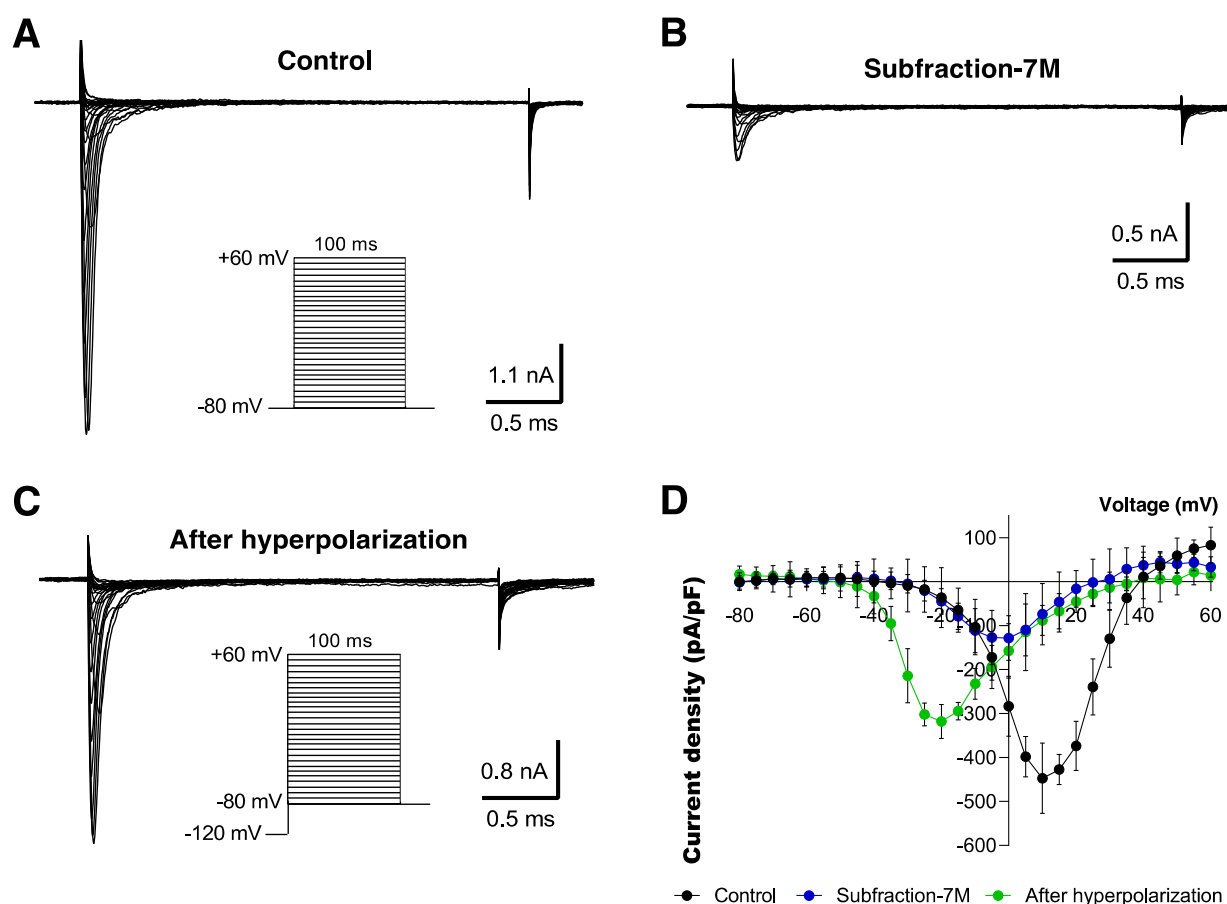 A
Control
+60 mV
100 ms
-80 mV
1.1 nA
0.5 ms
B
Subfraction-7M
0.5 nA
0.5 ms
C
After hyperpolarization
100 ms
+60 mV
-80 mV
-120 mV
0.8 nA
0.5 ms
D
Voltage (mV)
Current density (pA/pF)
100
-80 -60 -40 -20 20 40 60
-100
-200
-300
-400
-500
-600
Control Subfraction-7M After hyperpolarization